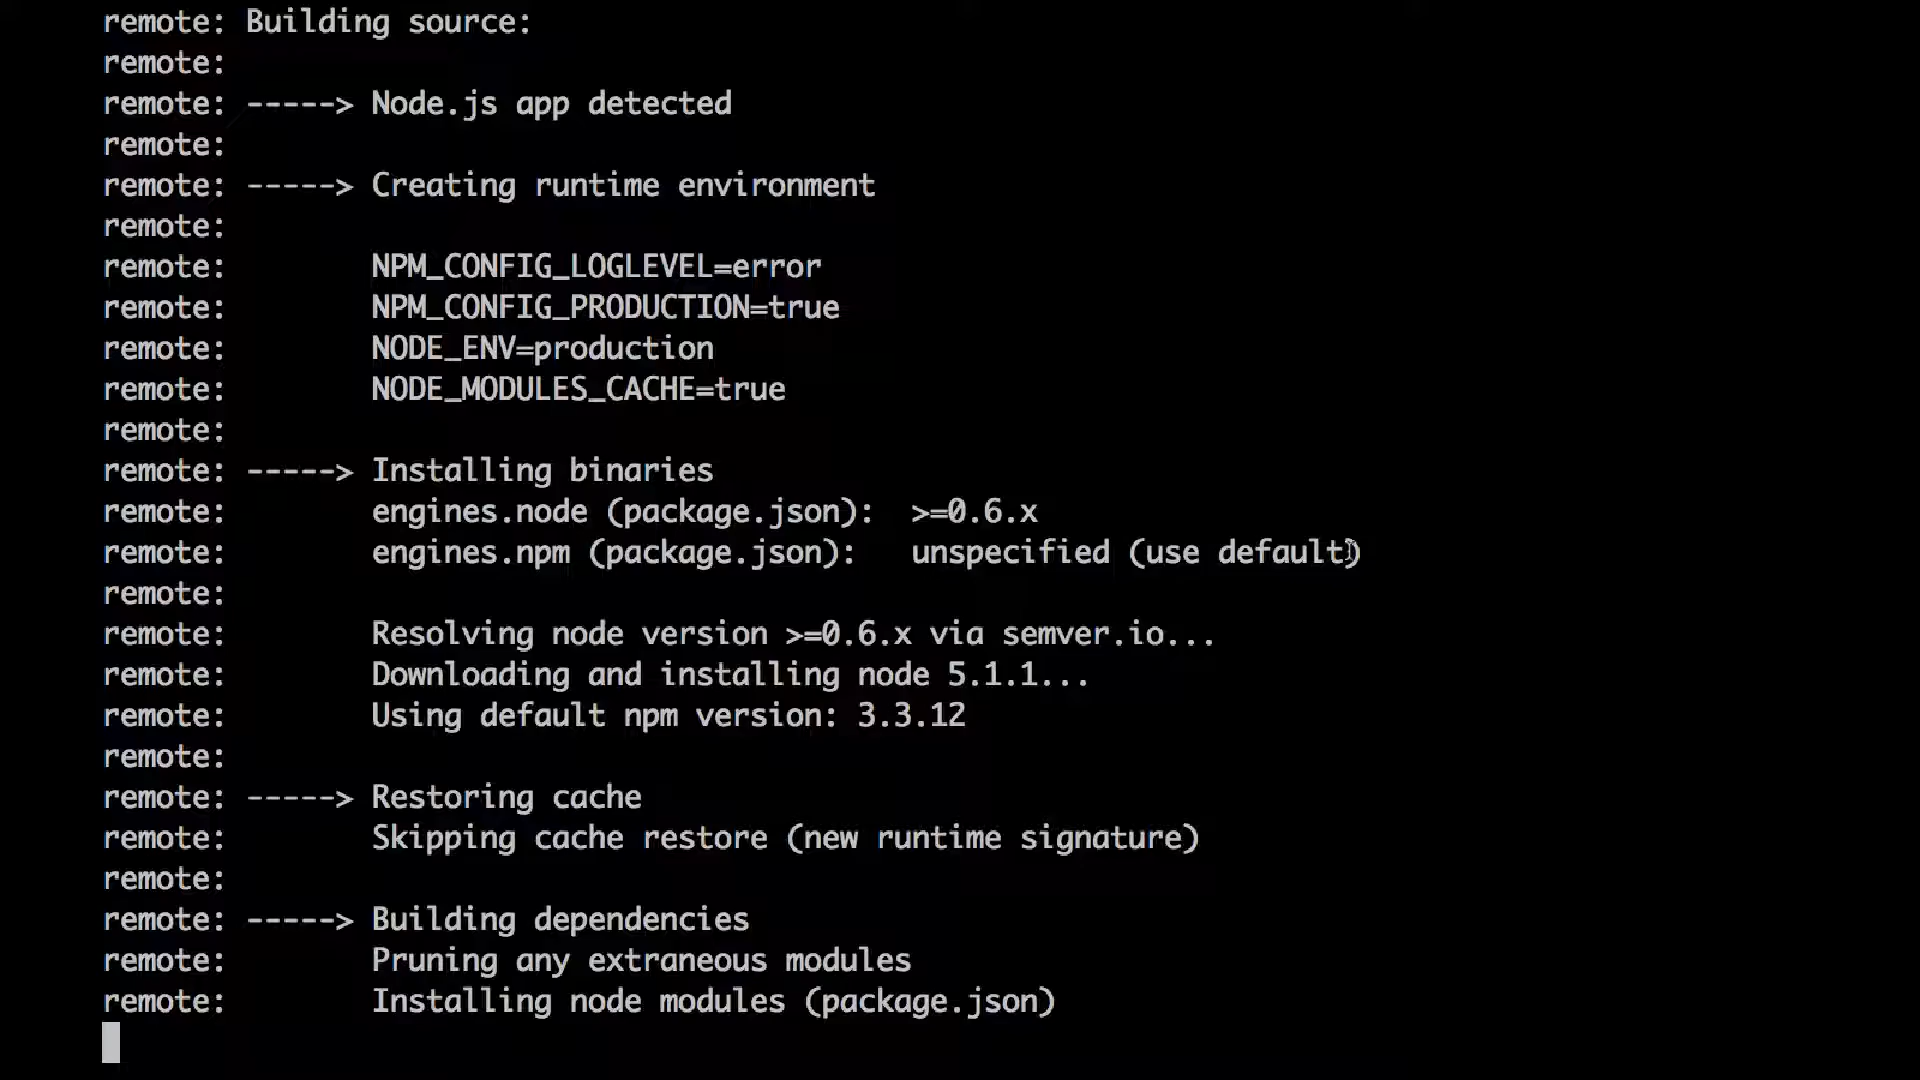 remote: Building source:
remote:
remote: -----> Node.js app detected
remote:
remote: -----> Creating runtime environment
remote:
remote:        NPM_CONFIG_LOGLEVEL=error
remote:        NPM_CONFIG_PRODUCTION=true
remote:        NODE_ENV=production
remote:        NODE_MODULES_CACHE=true
remote:
remote: -----> Installing binaries
remote:        engines.node (package.json):  >=0.6.x
remote:        engines.npm (package.json):   unspecified (use default)
remote:
remote:        Resolving node version >=0.6.x via semver.io...
remote:        Downloading and installing node 5.1.1...
remote:        Using default npm version: 3.3.12
remote:
remote: -----> Restoring cache
remote:        Skipping cache restore (new runtime signature)
remote:
remote: -----> Building dependencies
remote:        Pruning any extraneous modules
remote:        Installing node modules (package.json)